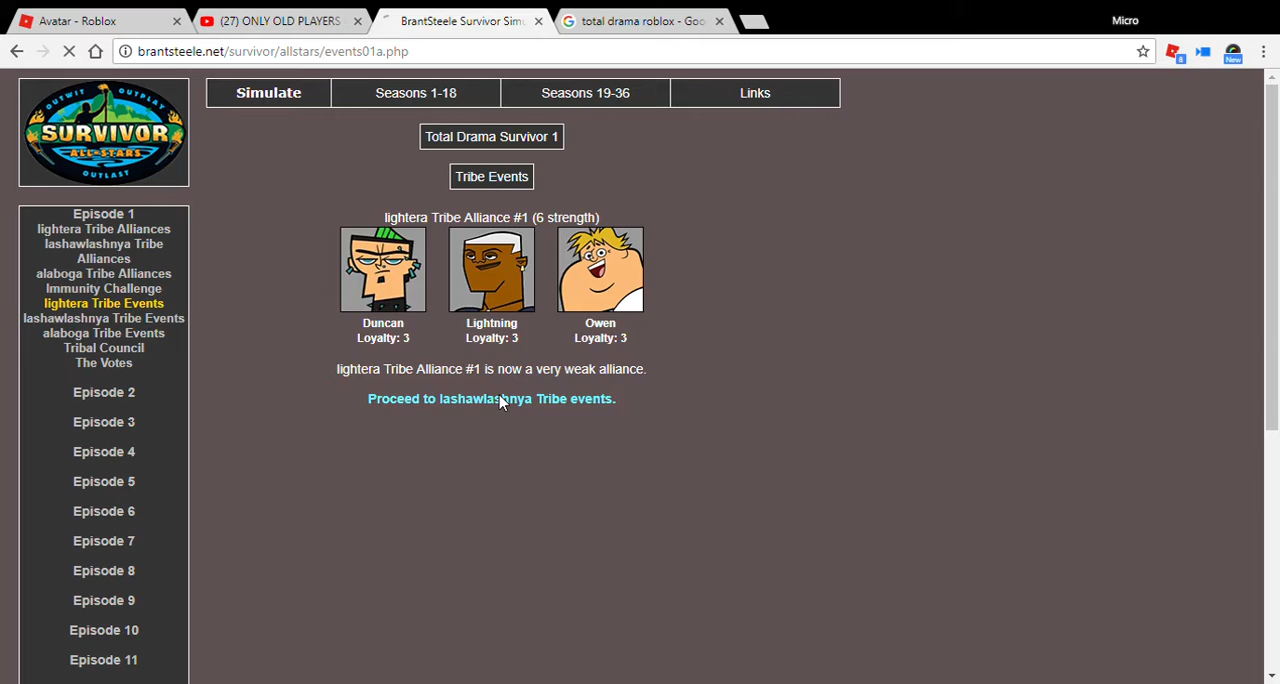 Avatar - Roblox
(27) ONLY OLD PLAYERS
BrantSteele Survivor Sim
total drama roblox - Goo
Micro
brantsteele.net/survivor/allstars/events01a.php
8
New
OUTWIT OUTPLAY
SURVIVOR
ALL-STARS
OUTLAST
Simulate
Seasons 1-18
Seasons 19-36
Links
Total Drama Survivor 1
Tribe Events
lightera Tribe Alliance #1 (6 strength)
Duncan
Loyalty: 3
Lightning
Loyalty: 3
Owen
Loyalty: 3
lightera Tribe Alliance #1 is now a very weak alliance.
Proceed to lashawlashnya Tribe events.
Episode 1
lightera Tribe Alliances
lashawlashnya Tribe
Alliances
alaboga Tribe Alliances
Immunity Challenge
lightera Tribe Events
lashawlashnya Tribe Events
alaboga Tribe Events
Tribal Council
The Votes
Episode 2
Episode 3
Episode 4
Episode 5
Episode 6
Episode 7
Episode 8
Episode 9
Episode 10
Episode 11